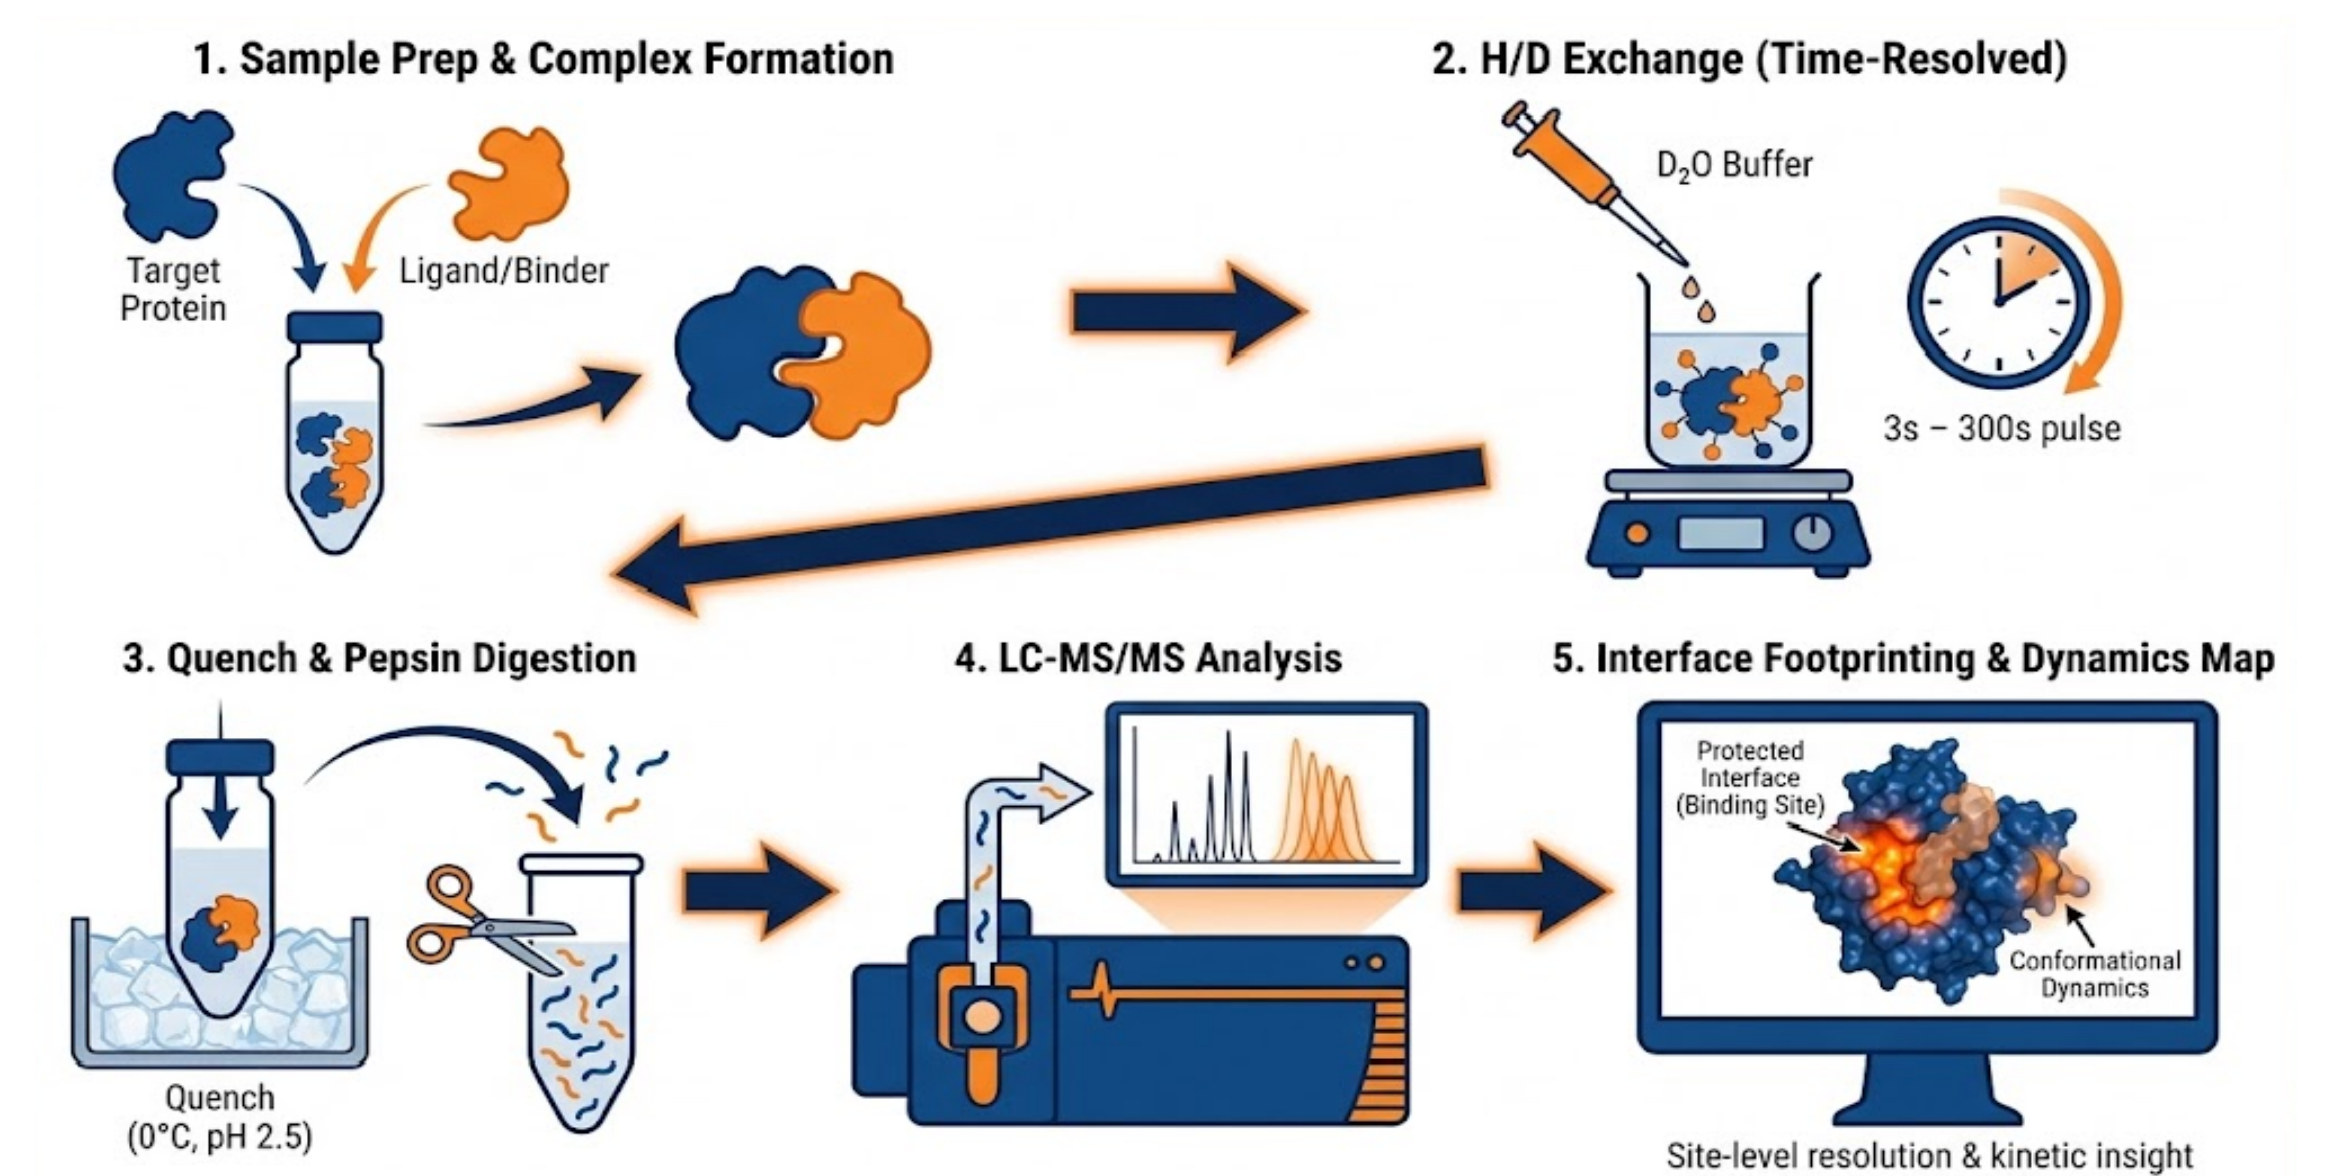 1. Sample Prep & Complex Formation
Target
Protein
Ligand/Binder
2. H/D Exchange (Time-Resolved)
D₂O Buffer
3s – 300s pulse
3. Quench & Pepsin Digestion
Quench
(0°C, pH 2.5)
4. LC-MS/MS Analysis
5. Interface Footprinting & Dynamics Map
Protected
Interface
(Binding Site)
Conformational
Dynamics
Site-level resolution & kinetic insight